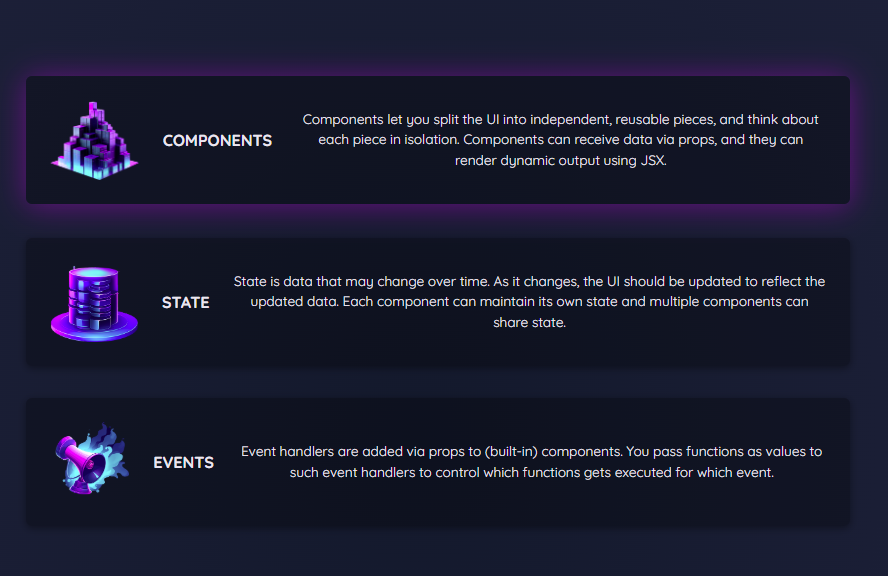 COMPONENTS
Components let you split the UI into independent, reusable pieces, and think about
each piece in isolation. Components can receive data via props, and they can
render dynamic output using JSX.
STATE
State is data that may change over time. As it changes, the UI should be updated to reflect the
updated data. Each component can maintain its own state and multiple components can
share state.
EVENTS
Event handlers are added via props to (built-in) components. You pass functions as values to
such event handlers to control which functions gets executed for which event.